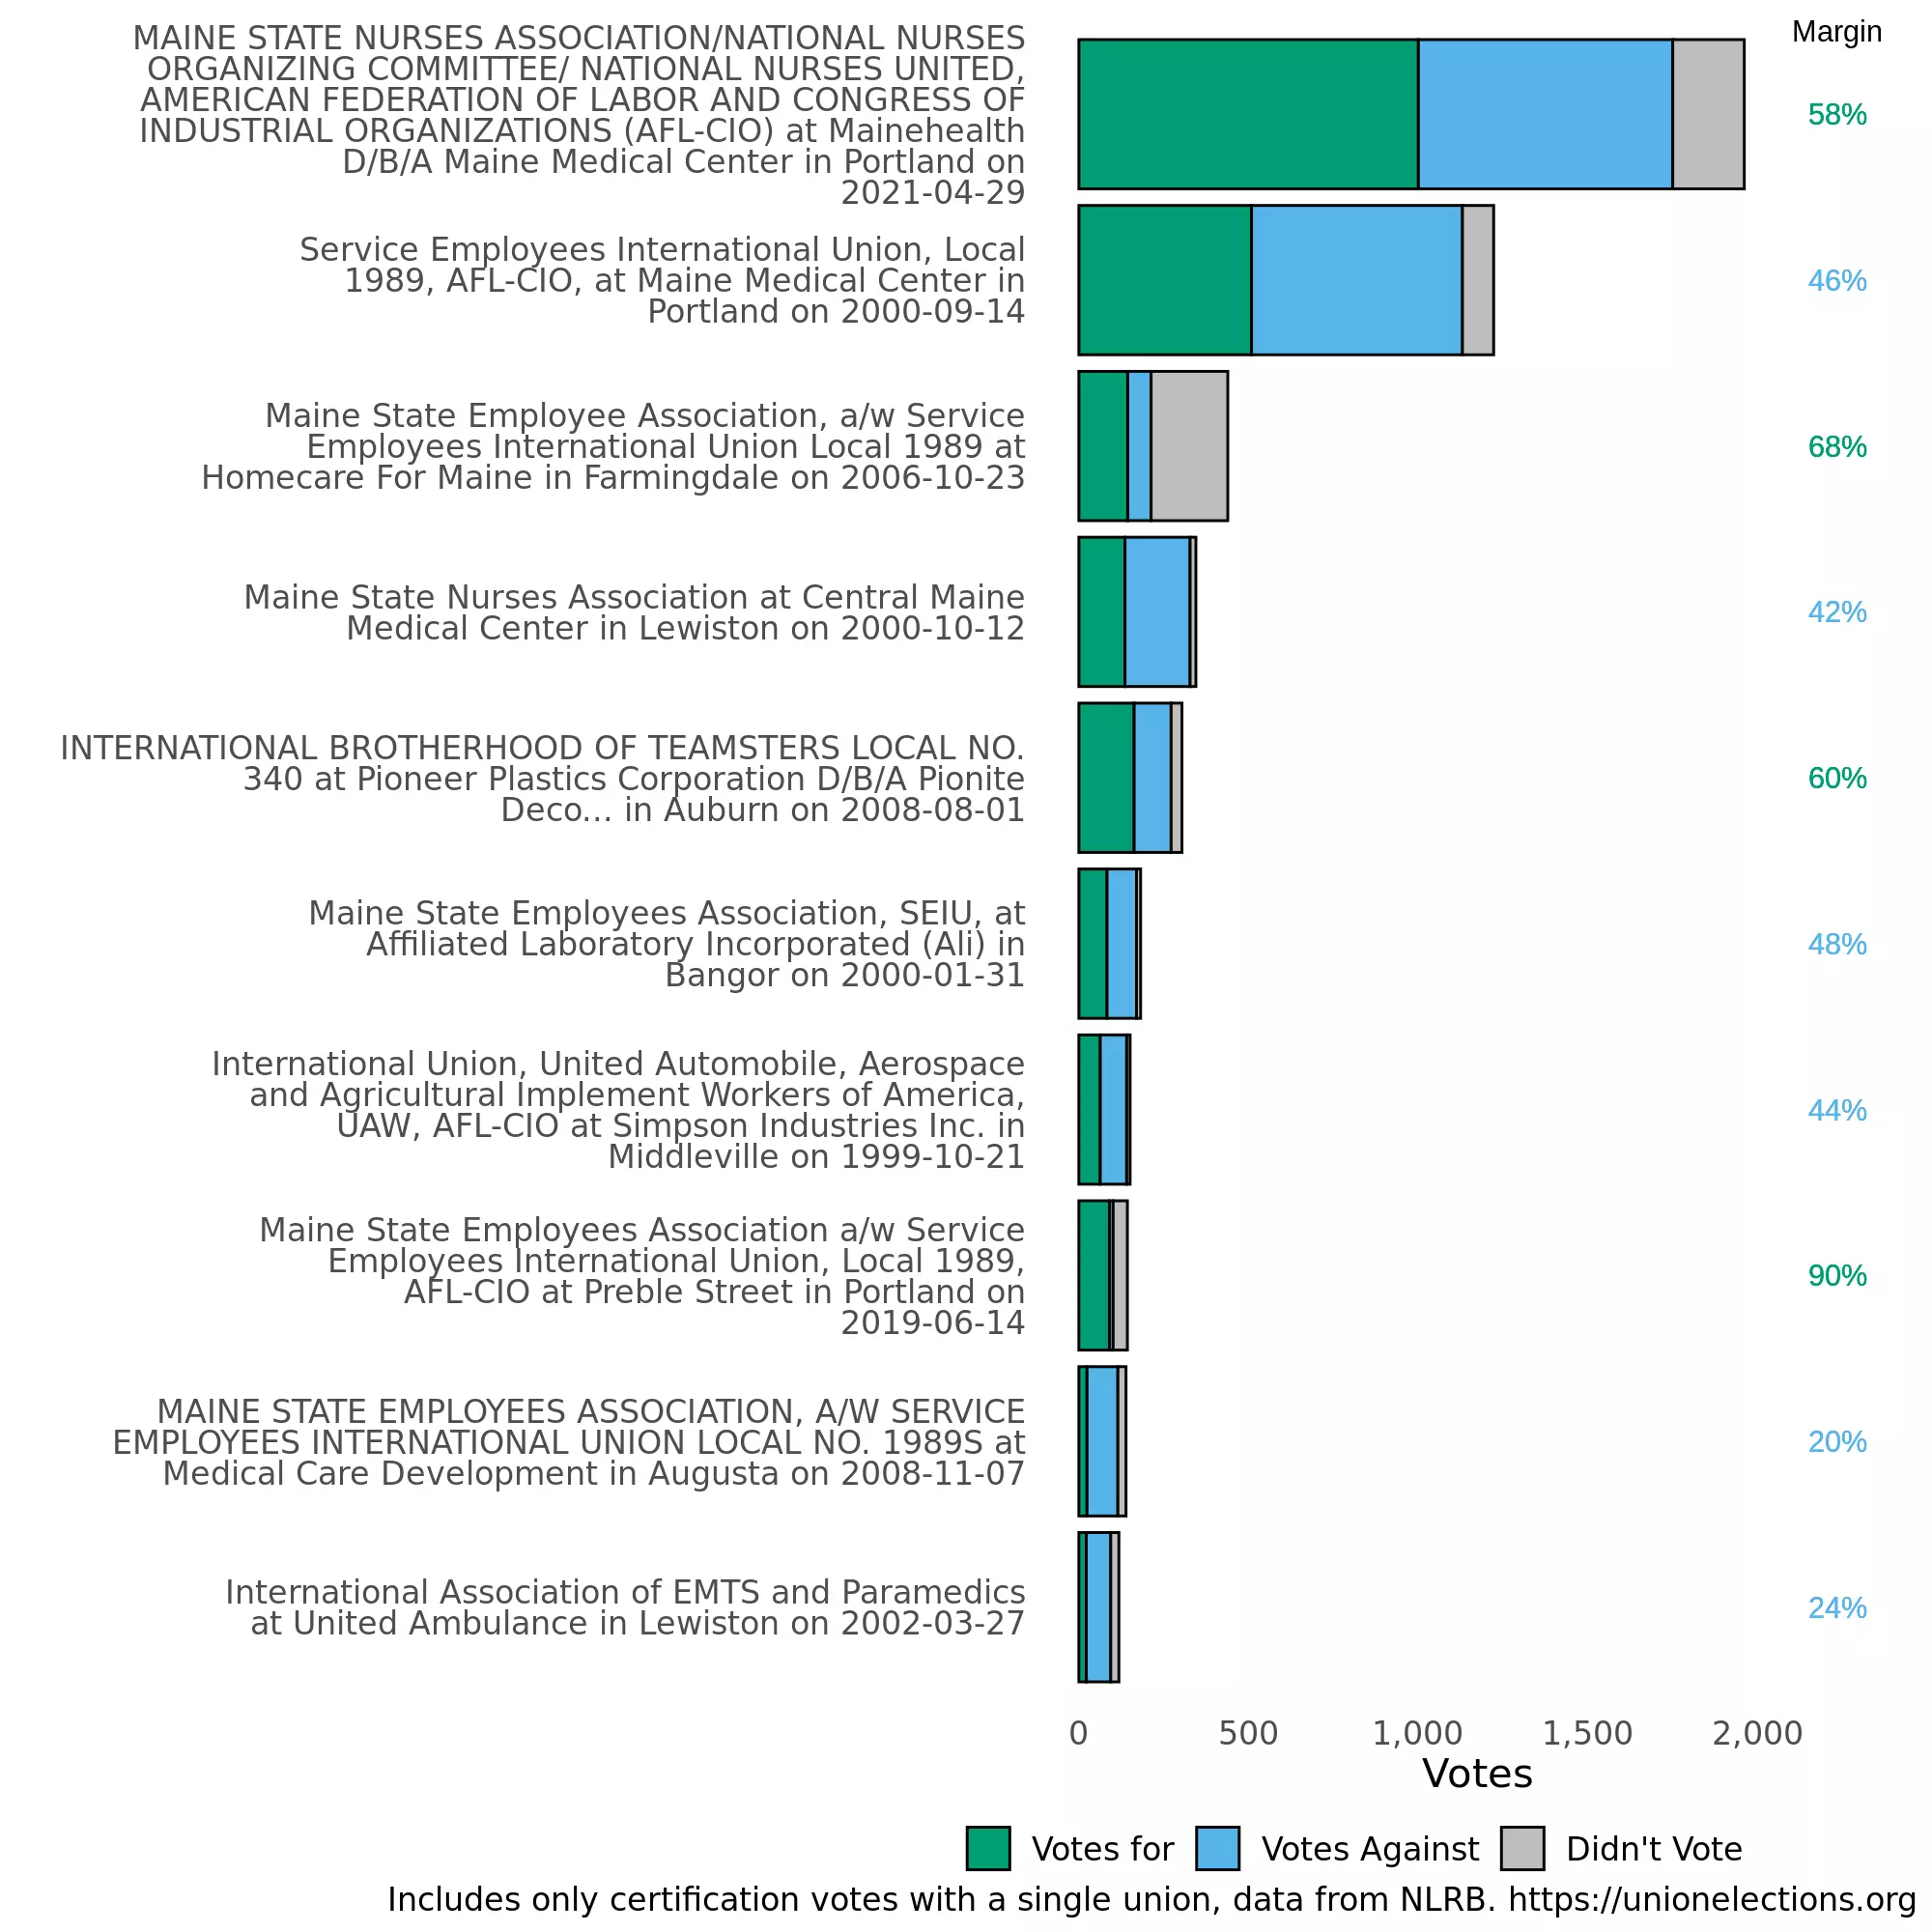 Margin
MAINE STATE NURSES ASSOCIATION/NATIONAL NURSES
ORGANIZING COMMITTEE/ NATIONAL NURSES UNITED,
AMERICAN FEDERATION OF LABOR AND CONGRESS OF
INDUSTRIAL ORGANIZATIONS (AFL-CIO) at Mainehealth
D/B/A Maine Medical Center in Portland on
2021-04-29
58%
Service Employees International Union, Local
1989, AFL-CIO, at Maine Medical Center in
Portland on 2000-09-14
46%
Maine State Employee Association, a/w Service
Employees International Union Local 1989 at
Homecare For Maine in Farmingdale on 2006-10-23
68%
Maine State Nurses Association at Central Maine
Medical Center in Lewiston on 2000-10-12
42%
INTERNATIONAL BROTHERHOOD OF TEAMSTERS LOCAL NO.
340 at Pioneer Plastics Corporation D/B/A Pionite
Deco... in Auburn on 2008-08-01
60%
Maine State Employees Association, SEIU, at
Affiliated Laboratory Incorporated (Ali) in
Bangor on 2000-01-31
48%
International Union, United Automobile, Aerospace
and Agricultural Implement Workers of America,
UAW, AFL-CIO at Simpson Industries Inc. in
Middleville on 1999-10-21
44%
Maine State Employees Association a/w Service
Employees International Union, Local 1989,
AFL-CIO at Preble Street in Portland on
2019-06-14
90%
MAINE STATE EMPLOYEES ASSOCIATION, A/W SERVICE
EMPLOYEES INTERNATIONAL UNION LOCAL NO. 1989S at
Medical Care Development in Augusta on 2008-11-07
20%
International Association of EMTS and Paramedics
at United Ambulance in Lewiston on 2002-03-27
24%
0 500 1,000 1,500 2,000
Votes
Votes for Votes Against Didn't Vote
Includes only certification votes with a single union, data from NLRB. https://unionelections.org